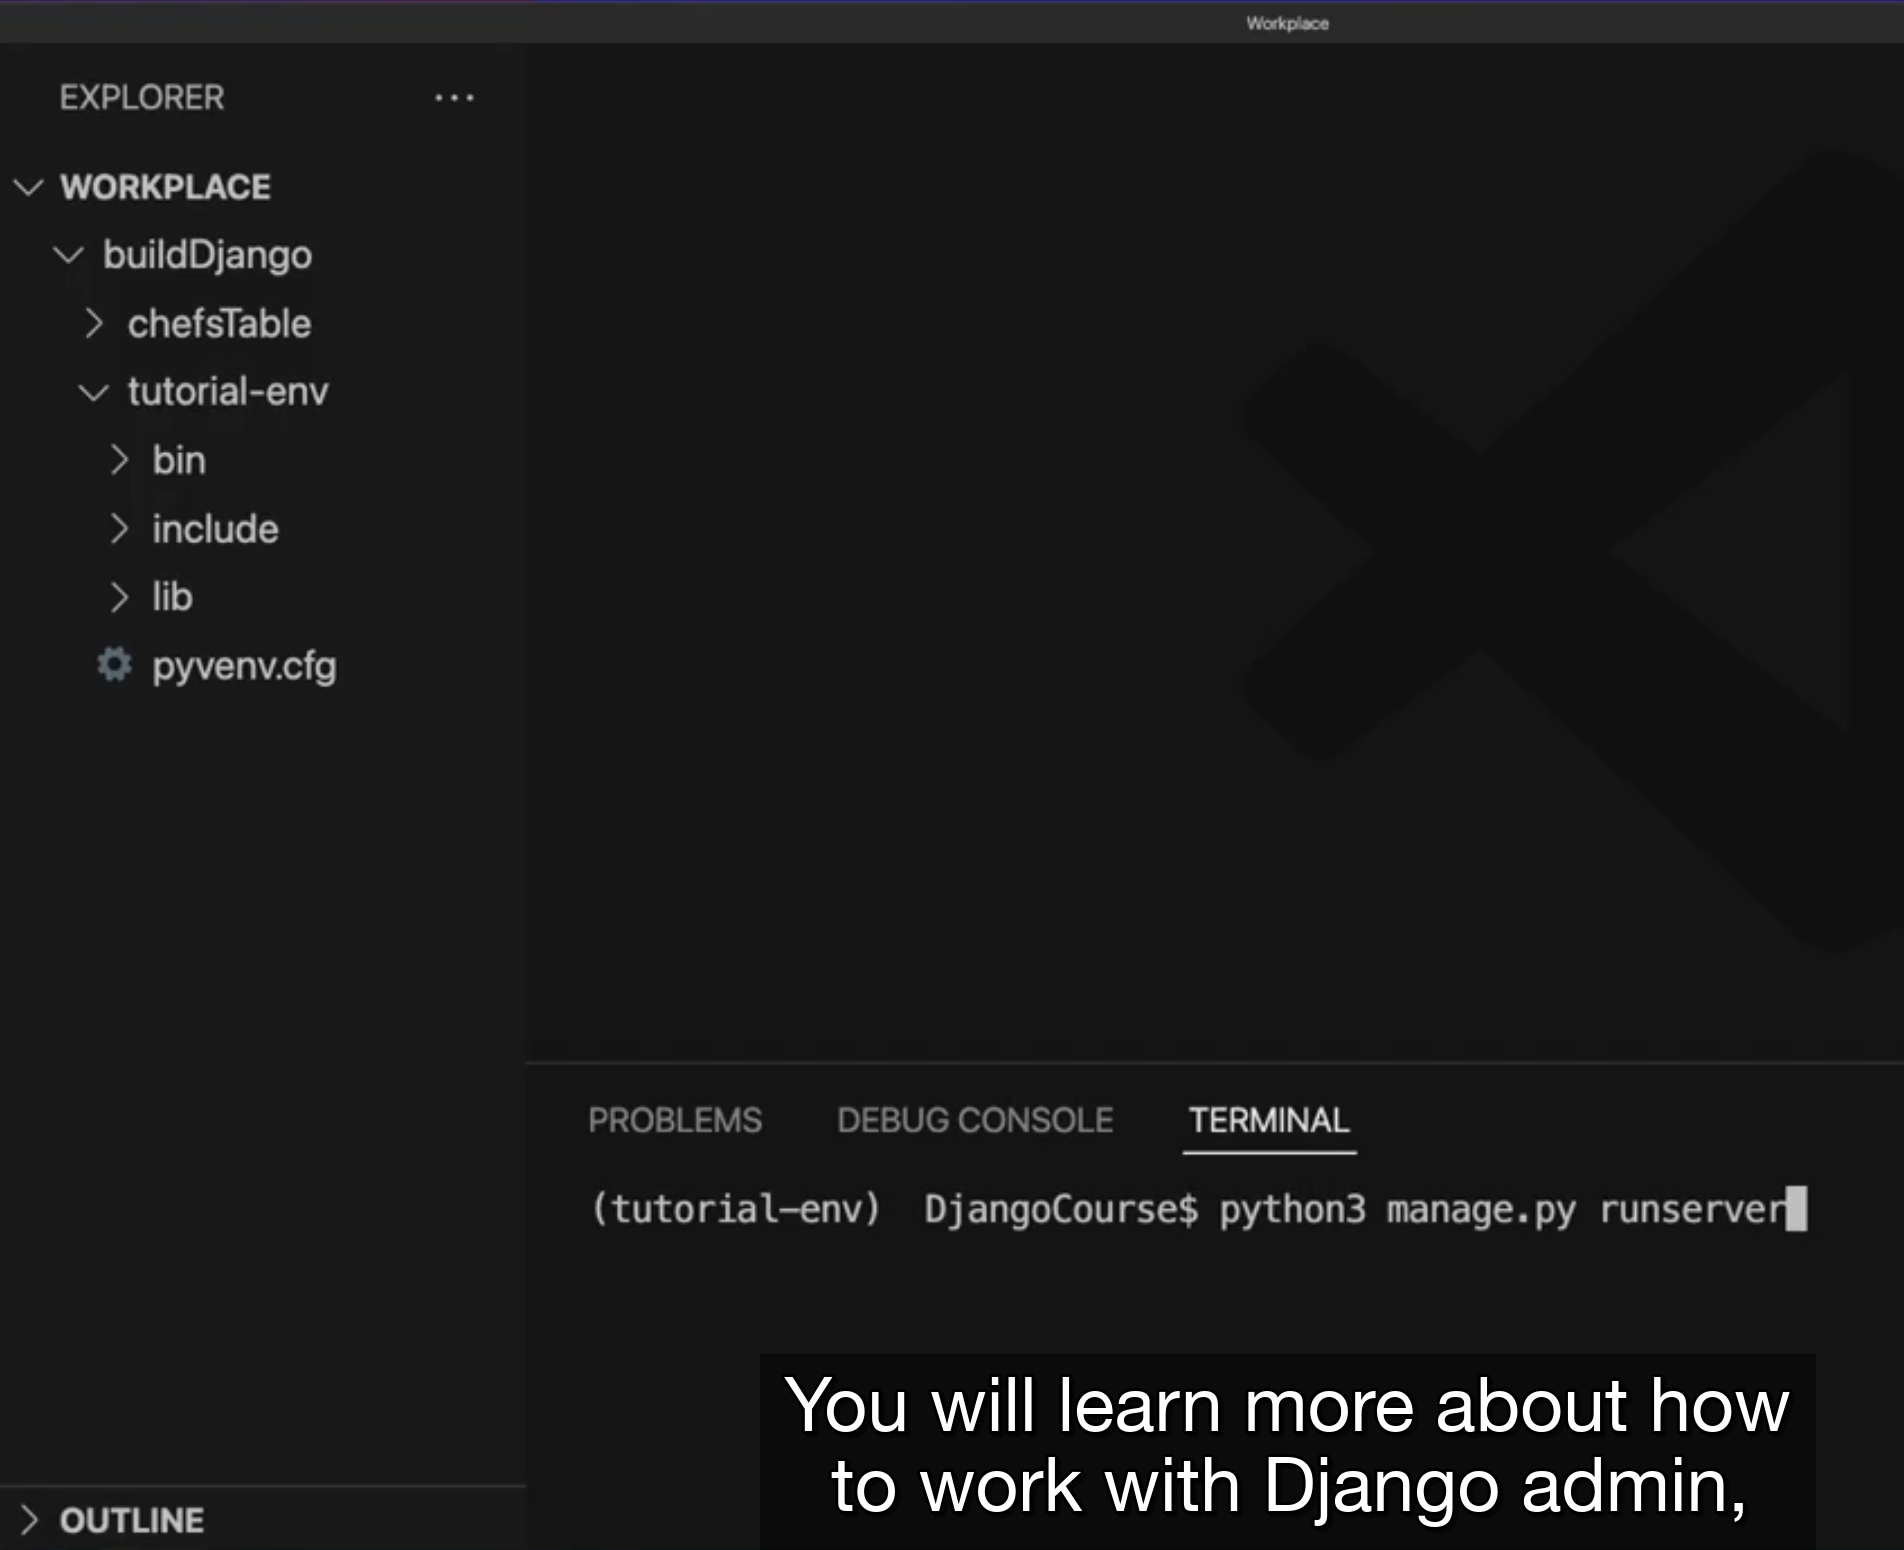 Workplace
EXPLORER ...
WORKPLACE
buildDjango
chefsTable
tutorial-env
bin
include
lib
pyvenv.cfg
PROBLEMS DEBUG CONSOLE TERMINAL
(tutorial-env) DjangoCourse$ python3 manage.py runserver
You will learn more about how
to work with Django admin,
OUTLINE